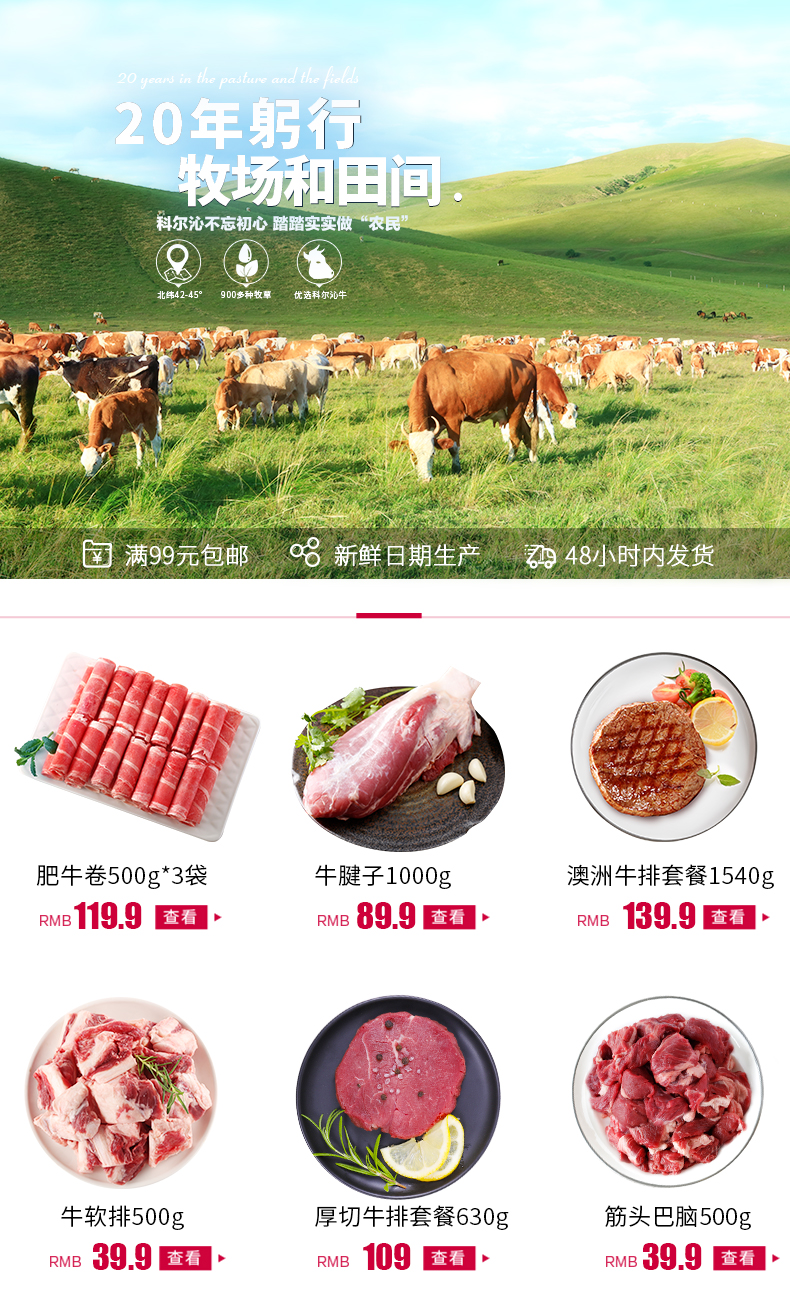 20 years in the pasture and the fields
20年躬行
牧场和田间.
科尔沁不忘初心 踏踏实实做“农民”
北纬42-45°
900多种牧草
优选科尔沁牛
满99元包邮
新鲜日期生产
48小时内发货
肥牛卷500g*3袋
牛腱子1000g
澳洲牛排套餐1540g
RMB 119.9 查看
RMB 89.9 查看
RMB 139.9 查看
牛软排500g
厚切牛排套餐630g
筋头巴脑500g
RMB 39.9 查看
RMB 109 查看
RMB 39.9 查看